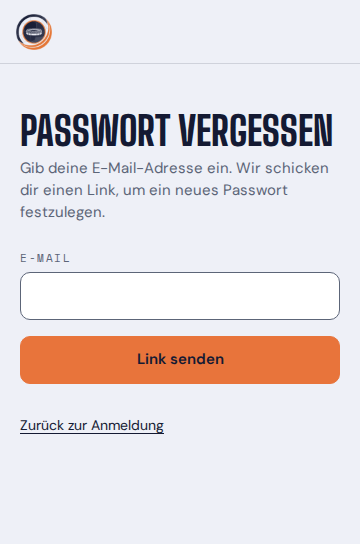 PASSWORT VERGESSEN
Gib deine E-Mail-Adresse ein. Wir schicken
dir einen Link, um ein neues Passwort
festzulegen.
E-MAIL
Link senden
Zurück zur Anmeldung